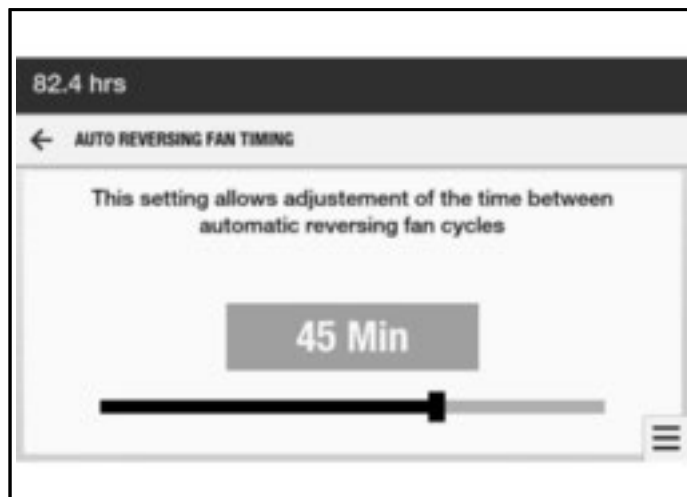 82.4 hrs
AUTO REVERSING FAN TIMING
This setting allows adjustement of the time between
automatic reversing fan cycles
45 Min